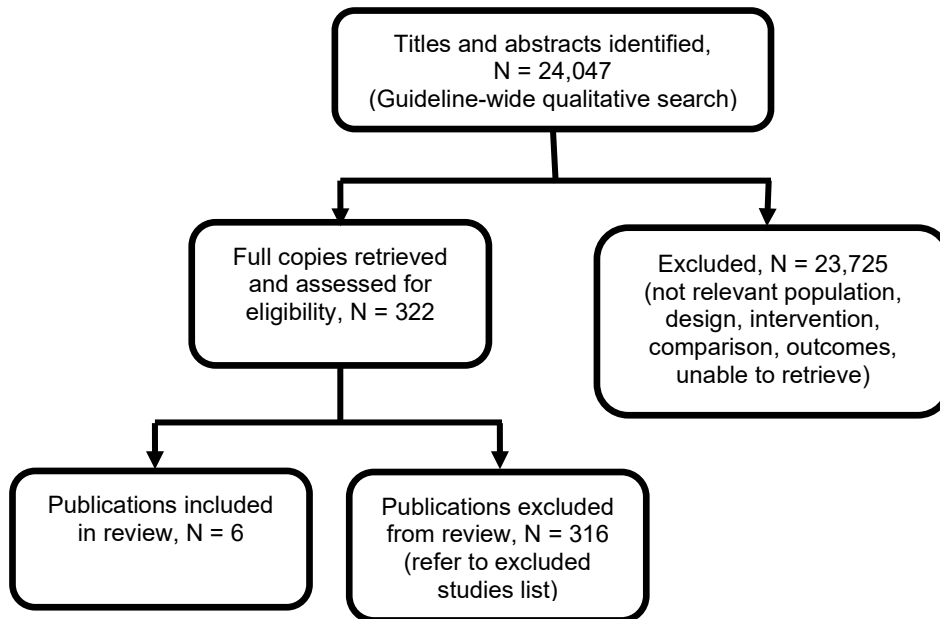 Titles and abstracts identified,
N = 24,047
(Guideline-wide qualitative search)
Full copies retrieved
and assessed for
eligibility, N = 322
Excluded, N = 23,725
(not relevant population,
design, intervention,
comparison, outcomes,
unable to retrieve)
Publications included
in review, N = 6
Publications excluded
from review, N = 316
(refer to excluded
studies list)